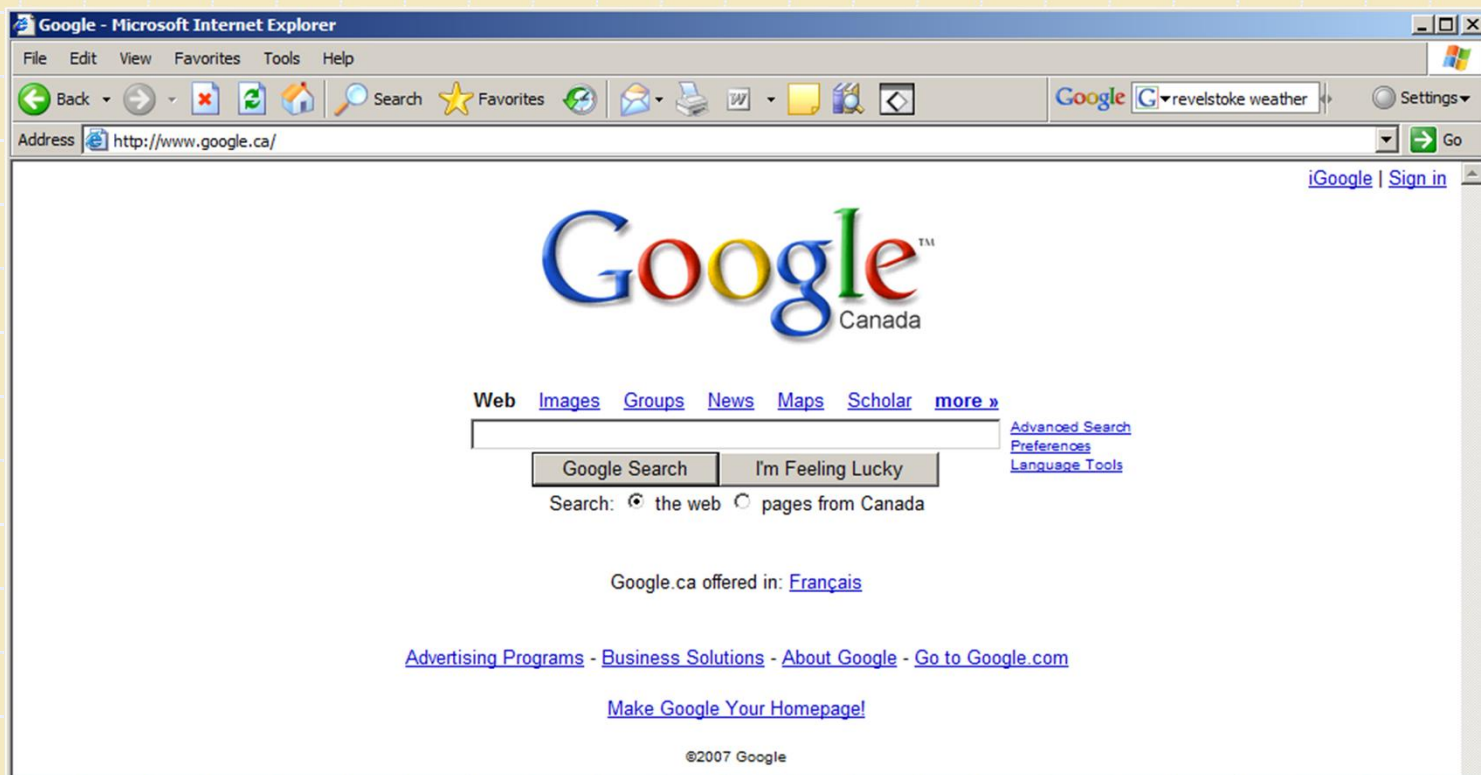 Google - Microsoft Internet Explorer
File Edit View Favorites Tools Help
Back Search Favorites W Google G revelstoke weather Settings
Address http://www.google.ca/ Go
iGoogle | Sign in
Google™
Canada
Web Images Groups News Maps Scholar more »
Advanced Search
Preferences
Language Tools
Google Search I'm Feeling Lucky
Search: the web pages from Canada
Google.ca offered in: Français
Advertising Programs - Business Solutions - About Google - Go to Google.com
Make Google Your Homepage!
©2007 Google